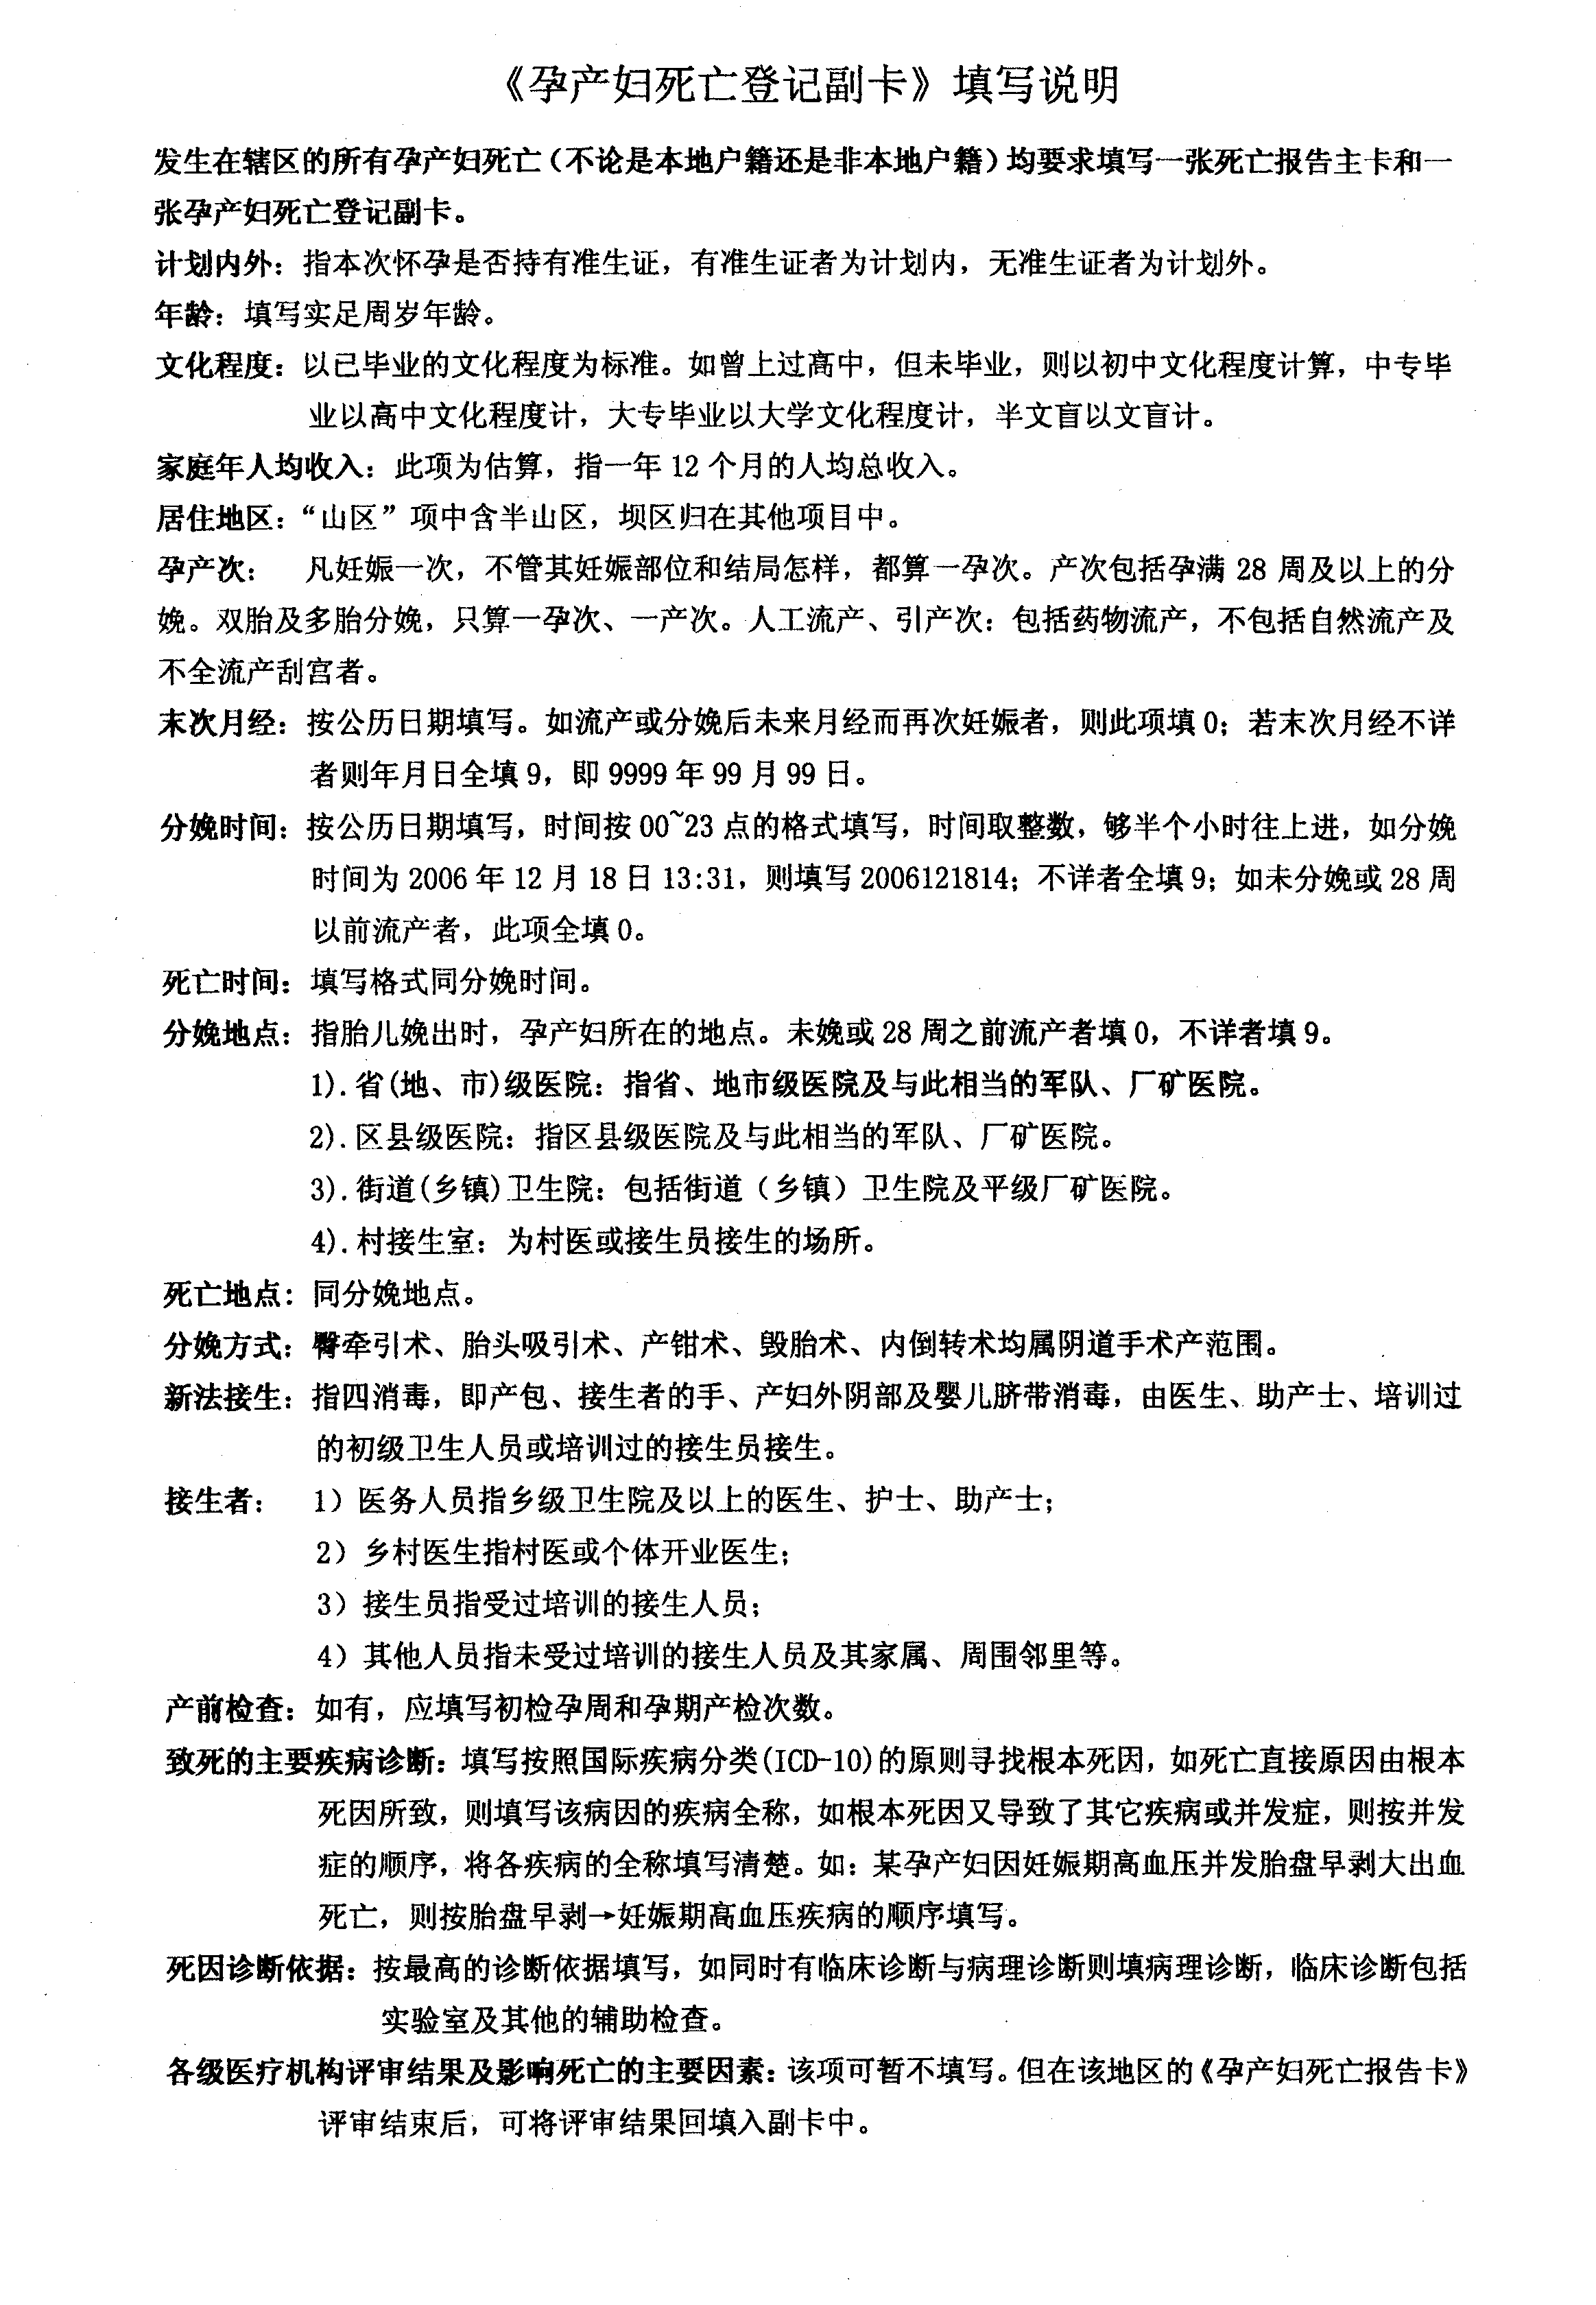 《孕产妇死亡登记副卡》填写说明
发生在辖区的所有孕产妇死亡（不论是本地户籍还是非本地户籍）均要求填写一张死亡报告主卡和一
张孕产妇死亡登记副卡。
计划内外：指本次怀孕是否持有准生证，有准生证者为计划内，无准生证者为计划外。
年龄：填写实足周岁年龄。
文化程度：以已毕业的文化程度为标准。如曾上过高中，但未毕业，则以初中文化程度计算，中专毕
业以高中文化程度计，大专毕业以大学文化程度计，半文盲以文盲计。
家庭年人均收入：此项为估算，指一年 12 个月的人均总收入。
居住地区：“山区”项中含半山区，坝区归在其他项目中。
孕产次： 凡妊娠一次，不管其妊娠部位和结局怎样，都算一孕次。产次包括孕满 28 周及以上的分
娩。双胎及多胎分娩，只算一孕次、一产次。人工流产、引产次：包括药物流产，不包括自然流产及
不全流产刮宫者。
末次月经：按公历日期填写。如流产或分娩后未来月经而再次妊娠者，则此项填 0；若末次月经不详
者则年月日全填 9，即 9999 年 99 月 99 日。
分娩时间：按公历日期填写，时间按 00~23 点的格式填写，时间取整数，够半个小时往上进，如分娩
时间为 2006 年 12 月 18 日 13:31，则填写 2006121814；不详者全填 9；如未分娩或 28 周
以前流产者，此项全填 0。
死亡时间：填写格式同分娩时间。
分娩地点：指胎儿娩出时，孕产妇所在的地点。未娩或 28 周之前流产者填 0，不详者填 9。
1). 省(地、市)级医院：指省、地市级医院及与此相当的军队、厂矿医院。
2). 区县级医院：指区县级医院及与此相当的军队、厂矿医院。
3). 街道(乡镇)卫生院：包括街道（乡镇）卫生院及平级厂矿医院。
4). 村接生室：为村医或接生员接生的场所。
死亡地点：同分娩地点。
分娩方式：臀牵引术、胎头吸引术、产钳术、毁胎术、内倒转术均属阴道手术产范围。
新法接生：指四消毒，即产包、接生者的手、产妇外阴部及婴儿脐带消毒，由医生、助产士、培训过
的初级卫生人员或培训过的接生员接生。
接生者： 1）医务人员指乡级卫生院及以上的医生、护士、助产士；
2）乡村医生指村医或个体开业医生；
3）接生员指受过培训的接生人员；
4）其他人员指未受过培训的接生人员及其家属、周围邻里等。
产前检查：如有，应填写初检孕周和孕期产检次数。
致死的主要疾病诊断：填写按照国际疾病分类(ICD-10)的原则寻找根本死因，如死亡直接原因由根本
死因所致，则填写该病因的疾病全称，如根本死因又导致了其它疾病或并发症，则按并发
症的顺序，将各疾病的全称填写清楚。如：某孕产妇因妊娠期高血压并发胎盘早剥大出血
死亡，则按胎盘早剥→妊娠期高血压疾病的顺序填写。
死因诊断依据：按最高的诊断依据填写，如同时有临床诊断与病理诊断则填病理诊断，临床诊断包括
实验室及其他的辅助检查。
各级医疗机构评审结果及影响死亡的主要因素：该项可暂不填写。但在该地区的《孕产妇死亡报告卡》
评审结束后，可将评审结果回填入副卡中。